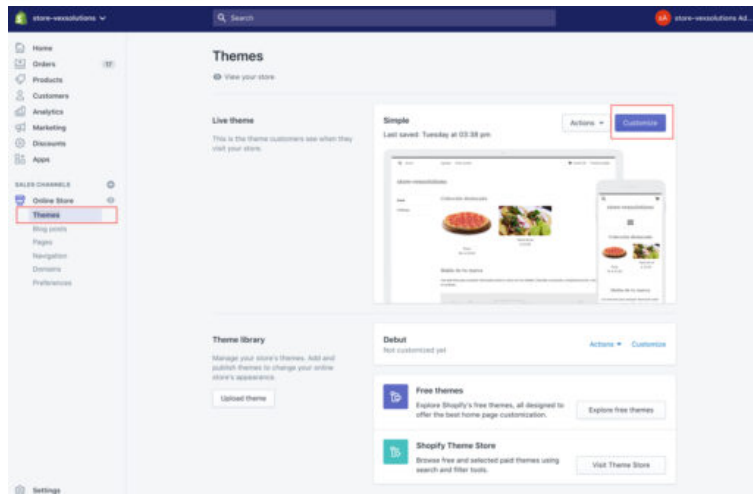 store-vexsolutions
Search
sA store-vexsolutions Ad...
Home
Orders 17
Products
Customers
Analytics
Marketing
Discounts
Apps
SALES CHANNELS
Online Store
Themes
Blog posts
Pages
Navigation
Domains
Preferences
Settings
Themes
View your store
Live theme
This is the theme customers see when they
visit your store.
Simple
Last saved: Tuesday at 03:38 pm
Actions
Customize
store-vexsolutions
store-vexsolutions
Theme library
Manage your store's themes. Add and
publish themes to change your online
store's appearance.
Upload theme
Debut
Not customized yet
Actions
Customize
Free themes
Explore Shopify's free themes, all designed to
offer the best home page customization.
Explore free themes
Shopify Theme Store
Browse free and selected paid themes using
search and filter tools.
Visit Theme Store